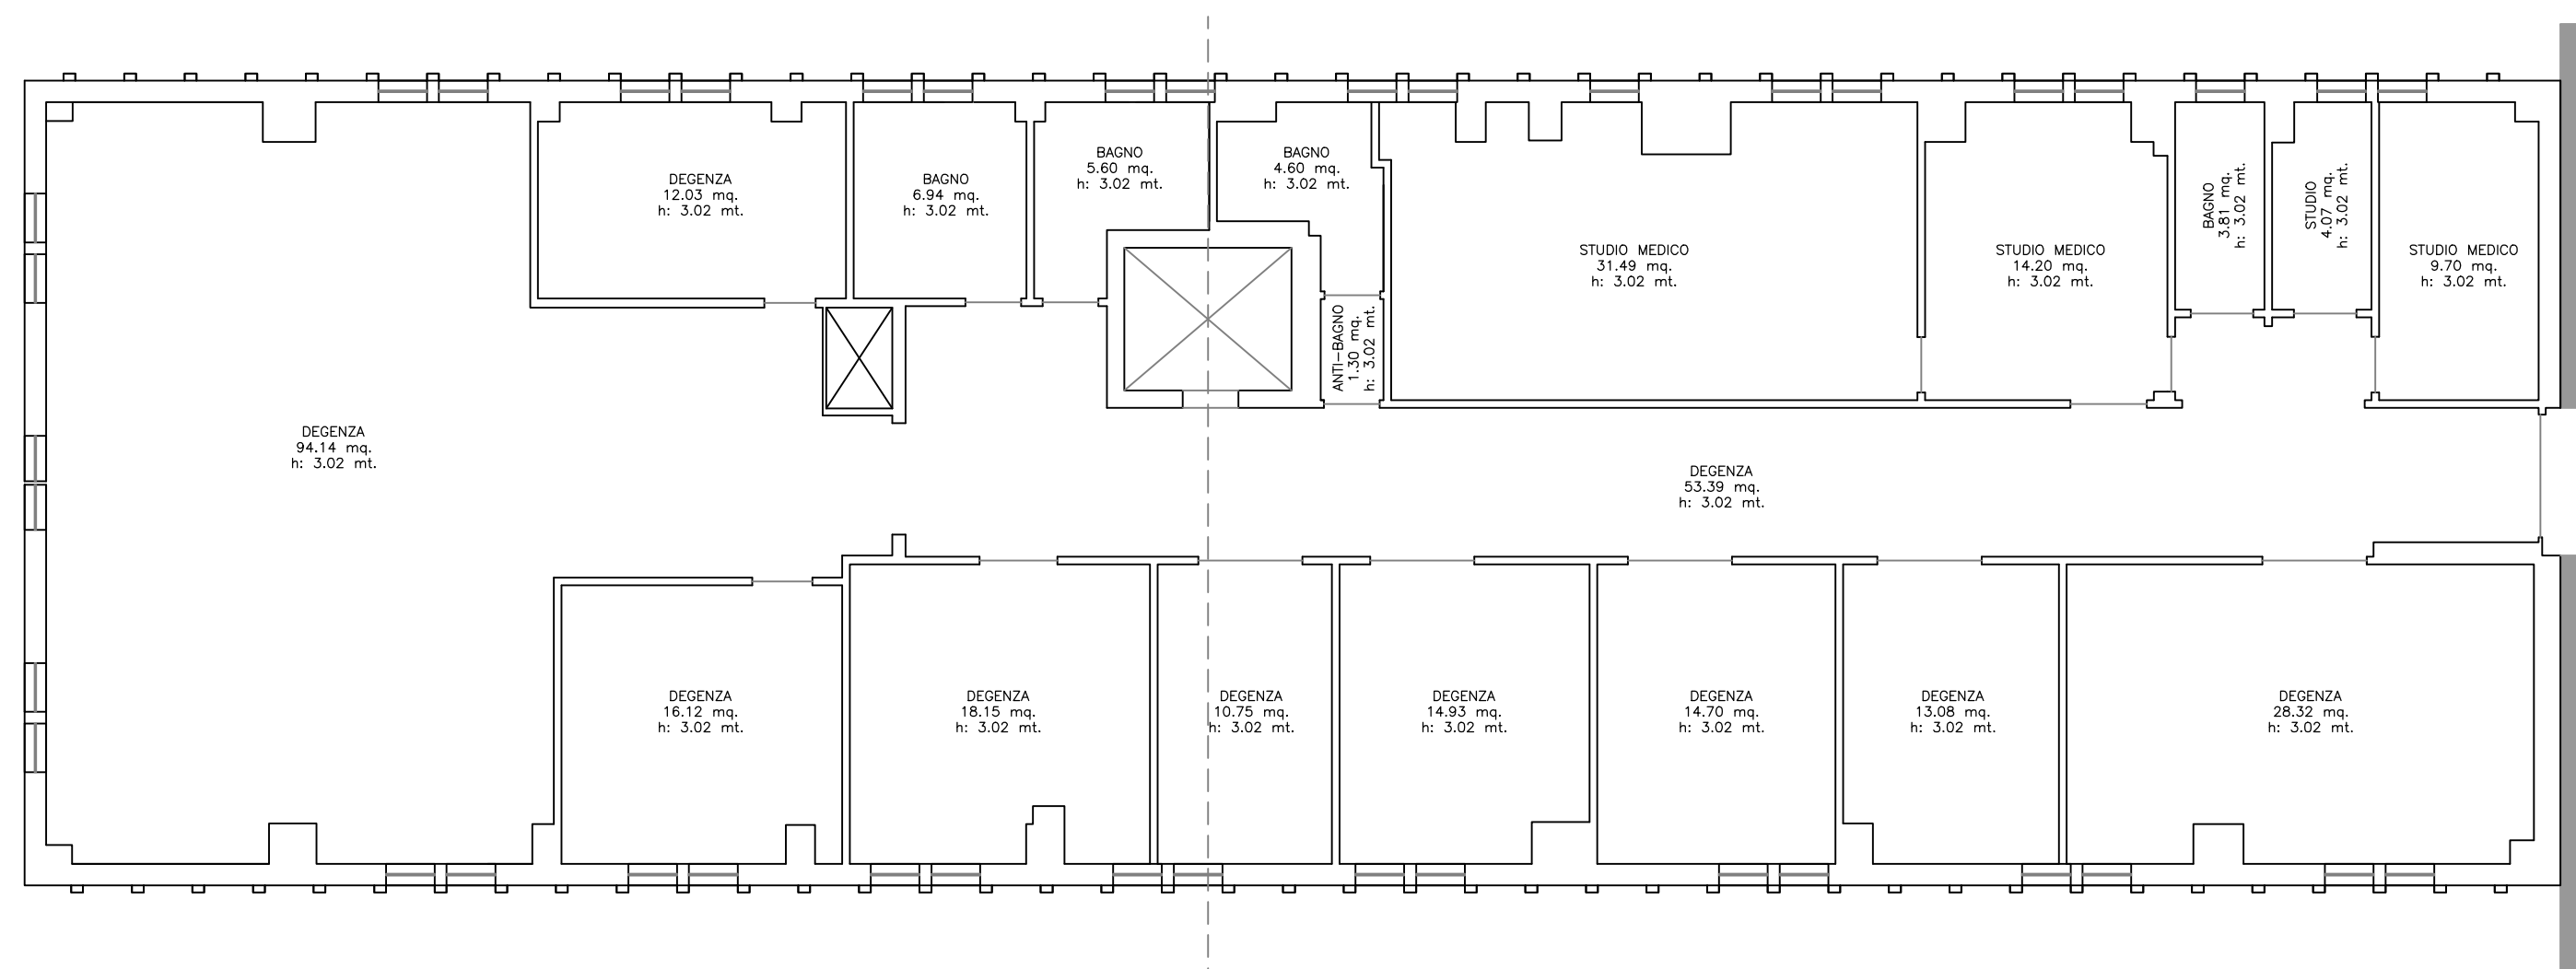 DEGENZA
12.03 mq.
h: 3.02 mt.
BAGNO
6.94 mq.
h: 3.02 mt.
BAGNO
5.60 mq.
h: 3.02 mt.
BAGNO
4.60 mq.
h: 3.02 mt.
ANTI-BAGNO
1.30 mq.
h: 3.02 mt.
STUDIO MEDICO
31.49 mq.
h: 3.02 mt.
STUDIO MEDICO
14.20 mq.
h: 3.02 mt.
BAGNO
3.81 mq.
h: 3.02 mt.
STUDIO
4.07 mq.
h: 3.02 mt.
STUDIO MEDICO
9.70 mq.
h: 3.02 mt.
DEGENZA
94.14 mq.
h: 3.02 mt.
DEGENZA
53.39 mq.
h: 3.02 mt.
DEGENZA
16.12 mq.
h: 3.02 mt.
DEGENZA
18.15 mq.
h: 3.02 mt.
DEGENZA
10.75 mq.
h: 3.02 mt.
DEGENZA
14.93 mq.
h: 3.02 mt.
DEGENZA
14.70 mq.
h: 3.02 mt.
DEGENZA
13.08 mq.
h: 3.02 mt.
DEGENZA
28.32 mq.
h: 3.02 mt.